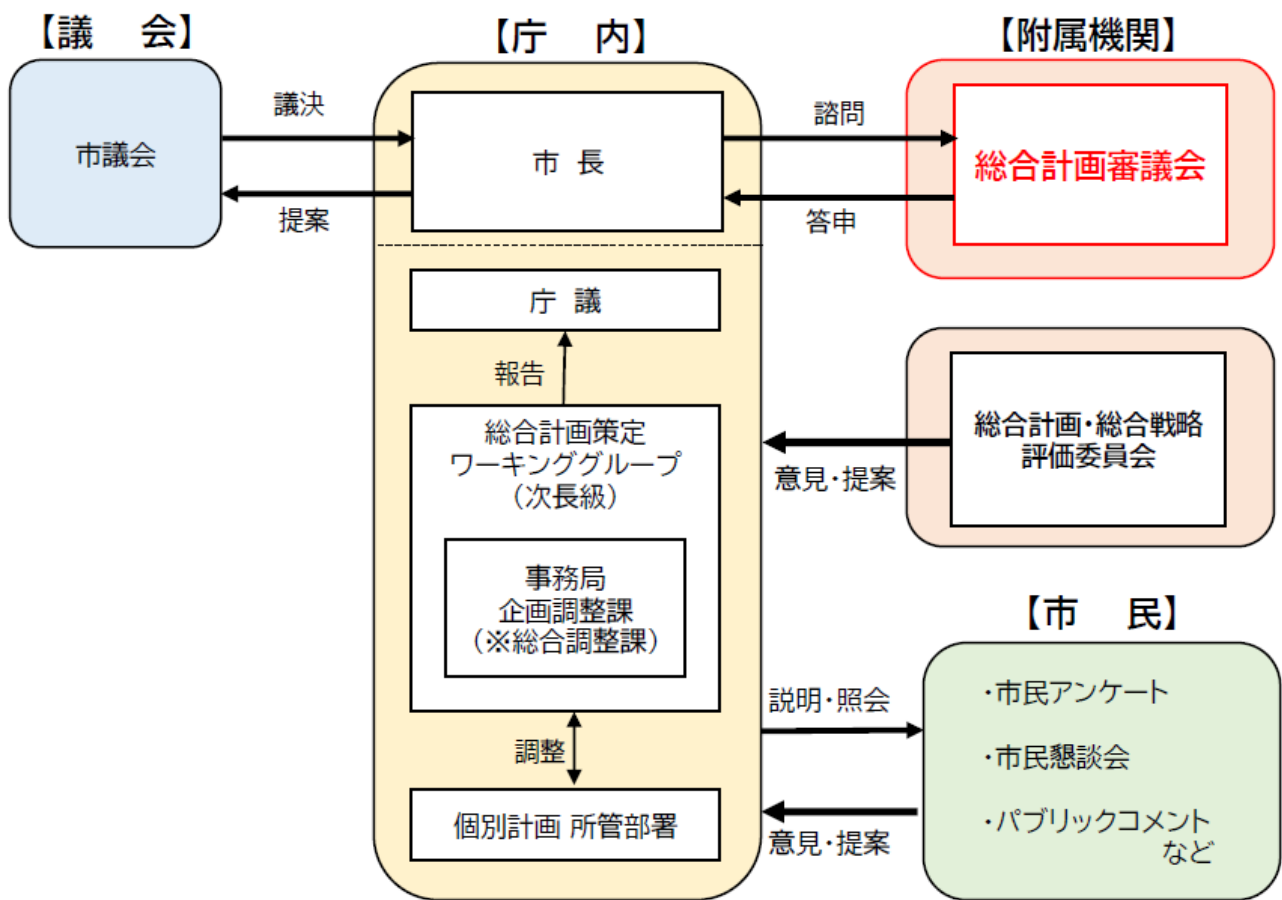 【議　会】
市議会
議決
提案
【庁　内】
市 長
庁 議
報告
総合計画策定
ワーキンググループ
（次長級）
事務局
企画調整課
（※総合調整課）
調整
個別計画 所管部署
【附属機関】
諮問
答申
総合計画審議会
総合計画・総合戦略
評価委員会
意見・提案
【市　民】
説明・照会
意見・提案
・市民アンケート
・市民懇談会
・パブリックコメント
など